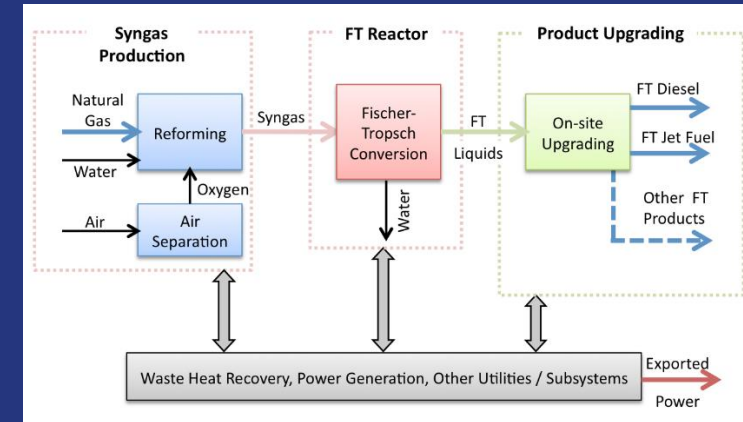 Syngas
Production
FT Reactor
Product Upgrading
Natural
Gas
Water
Air
Reforming
Oxygen
Air
Separation
Syngas
Fischer-
Tropsch
Conversion
Water
FT
Liquids
On-site
Upgrading
FT Diesel
FT Jet Fuel
Other FT
Products
Waste Heat Recovery, Power Generation, Other Utilities / Subsystems
Exported
Power